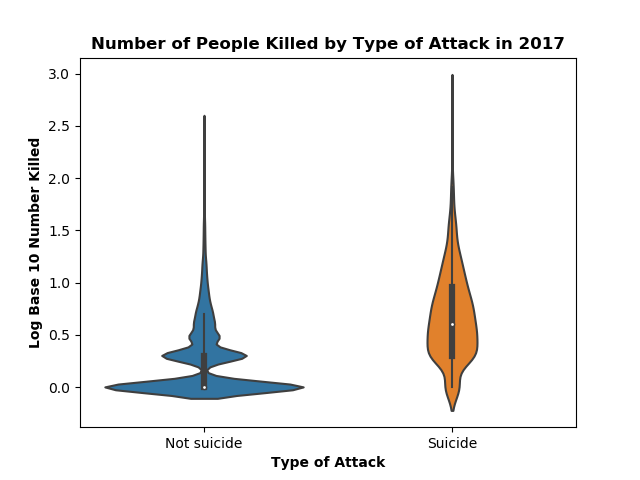 Number of People Killed by Type of Attack in 2017
3.0
2.5
2.0
1.5
1.0
0.5
0.0
Log Base 10 Number Killed
Not suicide
Suicide
Type of Attack